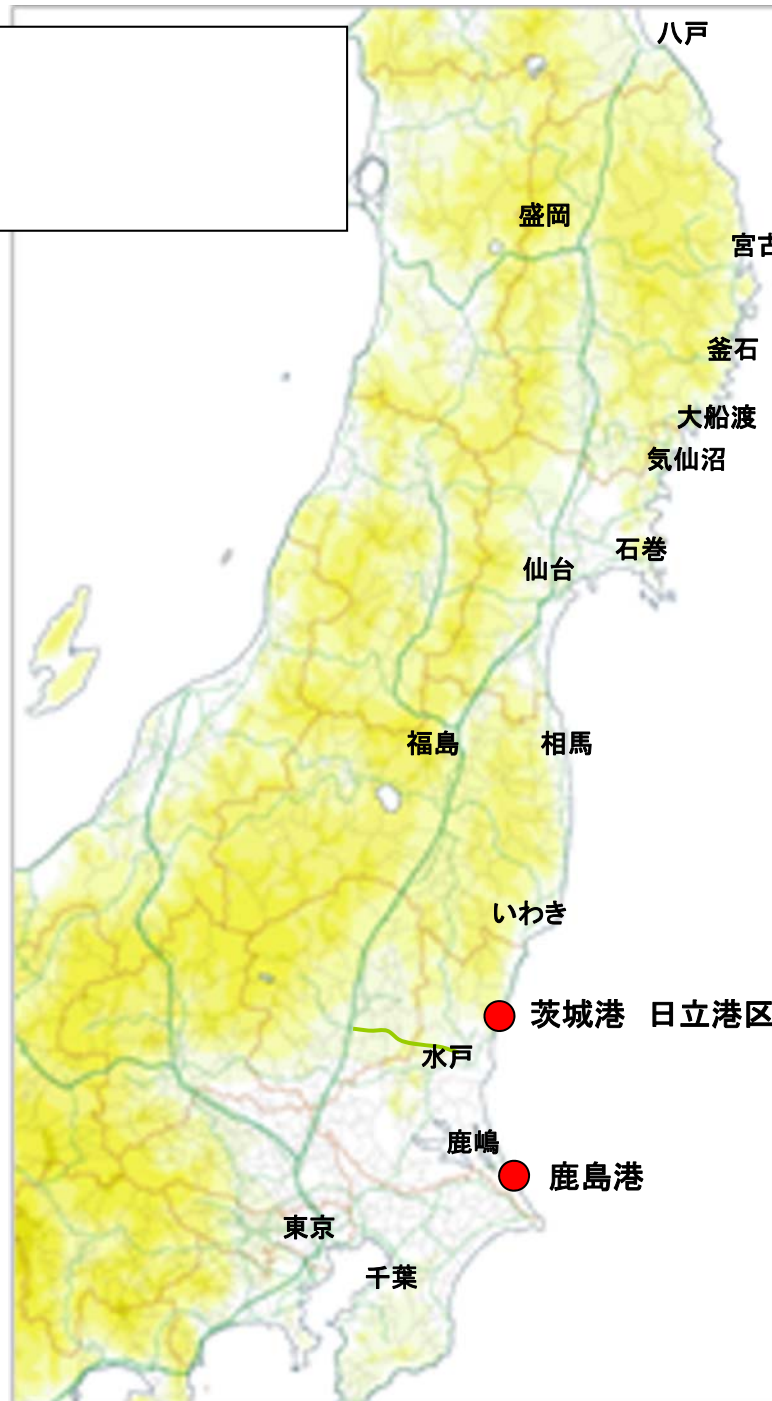 八戸
盛岡
宮古
釜石
大船渡
気仙沼
石巻
仙台
福島
相馬
いわき
茨城港 日立港区
水戸
鹿嶋
鹿島港
東京
千葉